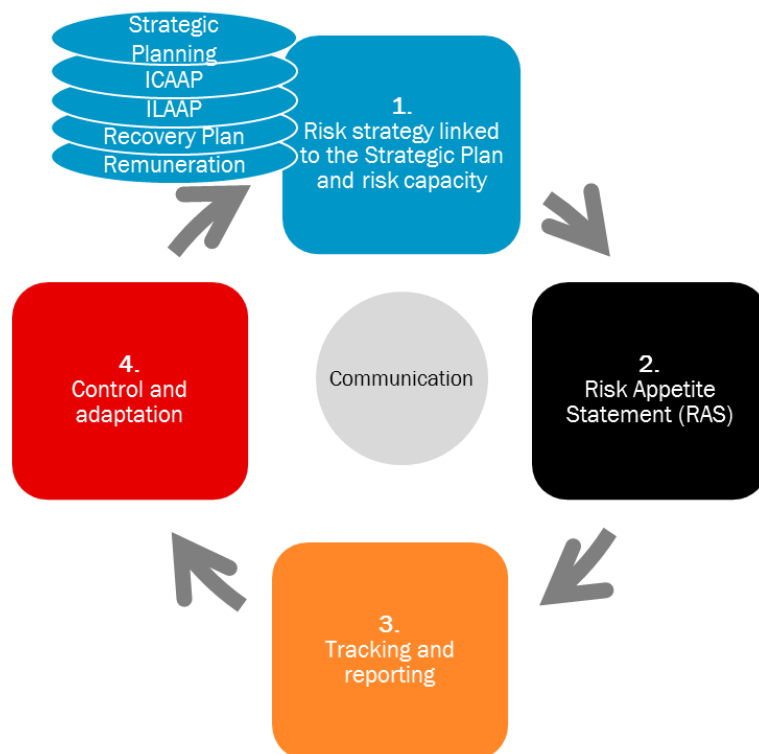 Strategic
Planning
ICAAP
ILAAP
Recovery Plan
Remuneration
1.
Risk strategy linked
to the Strategic Plan
and risk capacity
2.
Risk Appetite
Statement (RAS)
3.
Tracking and
reporting
4.
Control and
adaptation
Communication